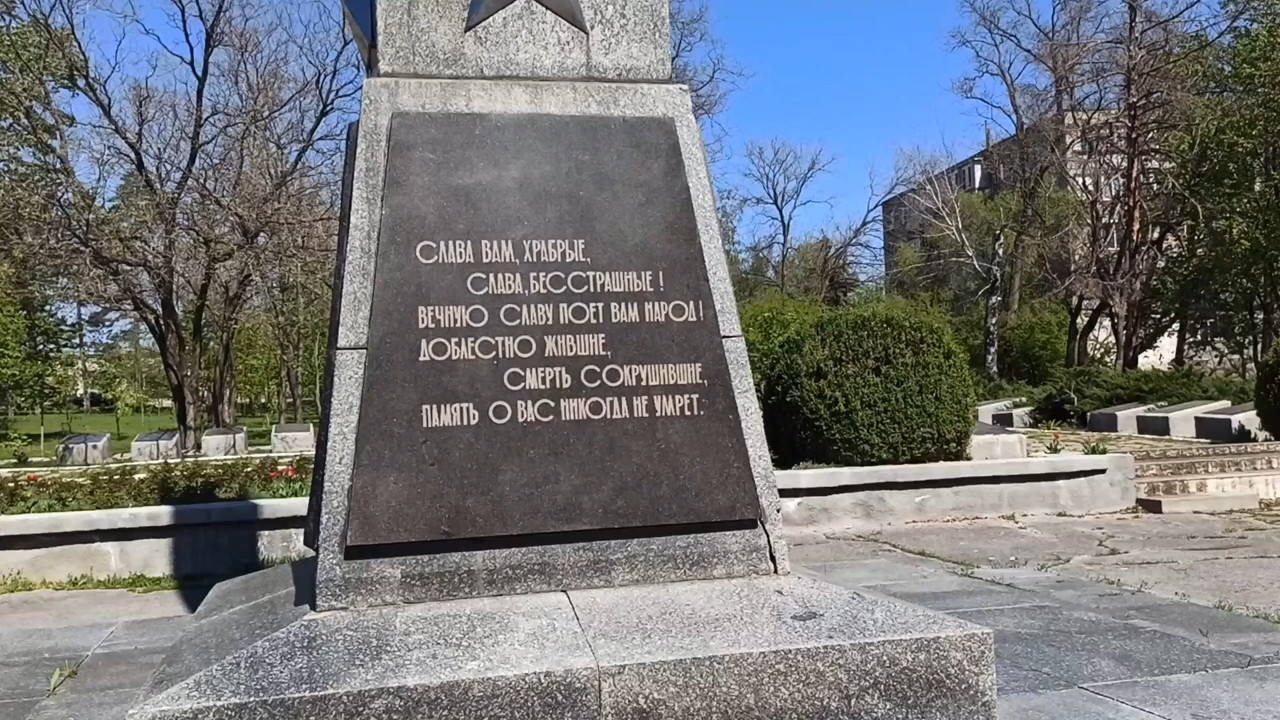 СЛАВА ВАМ, ХРАБРЫЕ,
СЛАВА, БЕССТРАШНЫЕ!
ВЕЧНУЮ СЛАВУ ПОЕТ ВАМ НАРОД!
ДОБЛЕСТНО ЖИВШИЕ,
СМЕРТЬ СОКРУШИВШИЕ,
ПАМЯТЬ О ВАС НИКОГДА НЕ УМРЕТ.